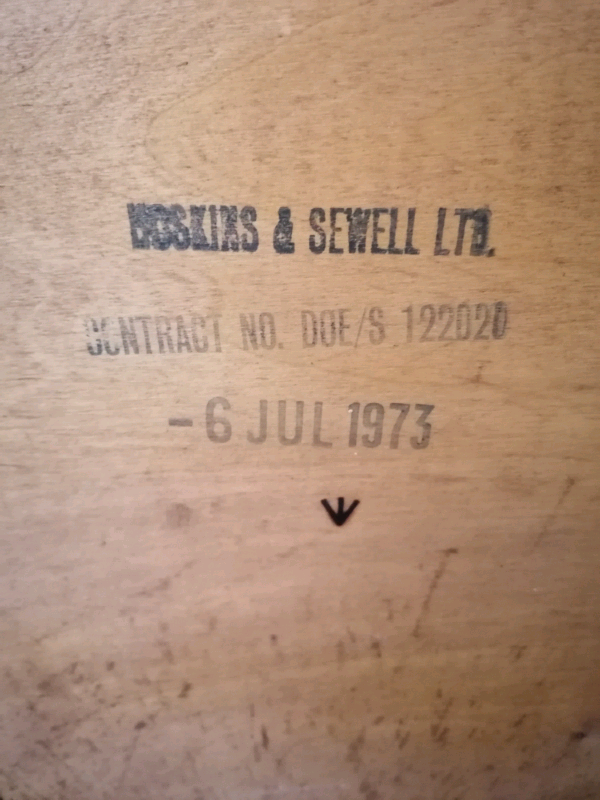 HOSKINS & SEWELL LTD.
CONTRACT NO. DOE/S 122020
- 6 JUL 1973